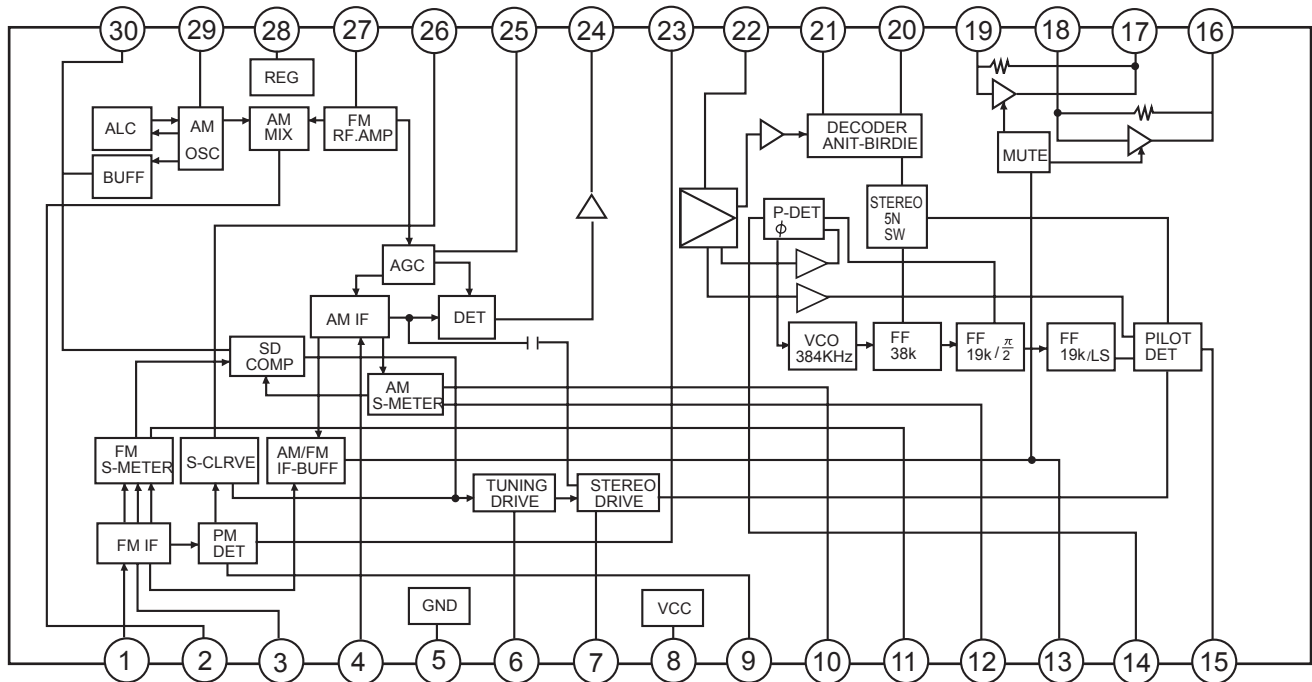 30 29 28 27 26 25 24 23 22 21 20 19 18 17 16
REG
ALC
AM
OSC
AM
MIX
FM
RF.AMP
BUFF
DECODER
ANIT-BIRDIE
MUTE
STEREO
5N
SW
P-DET
ϕ
AGC
AM IF
DET
SD
COMP
AM
S-METER
VCO
384KHz
FF
38k
FF
19k/π/2
FF
19k/LS
PILOT
DET
FM
S-METER
S-CLRVE
AM/FM
IF-BUFF
TUNING
DRIVE
STEREO
DRIVE
FM IF
PM
DET
GND
VCC
1 2 3 4 5 6 7 8 9 10 11 12 13 14 15